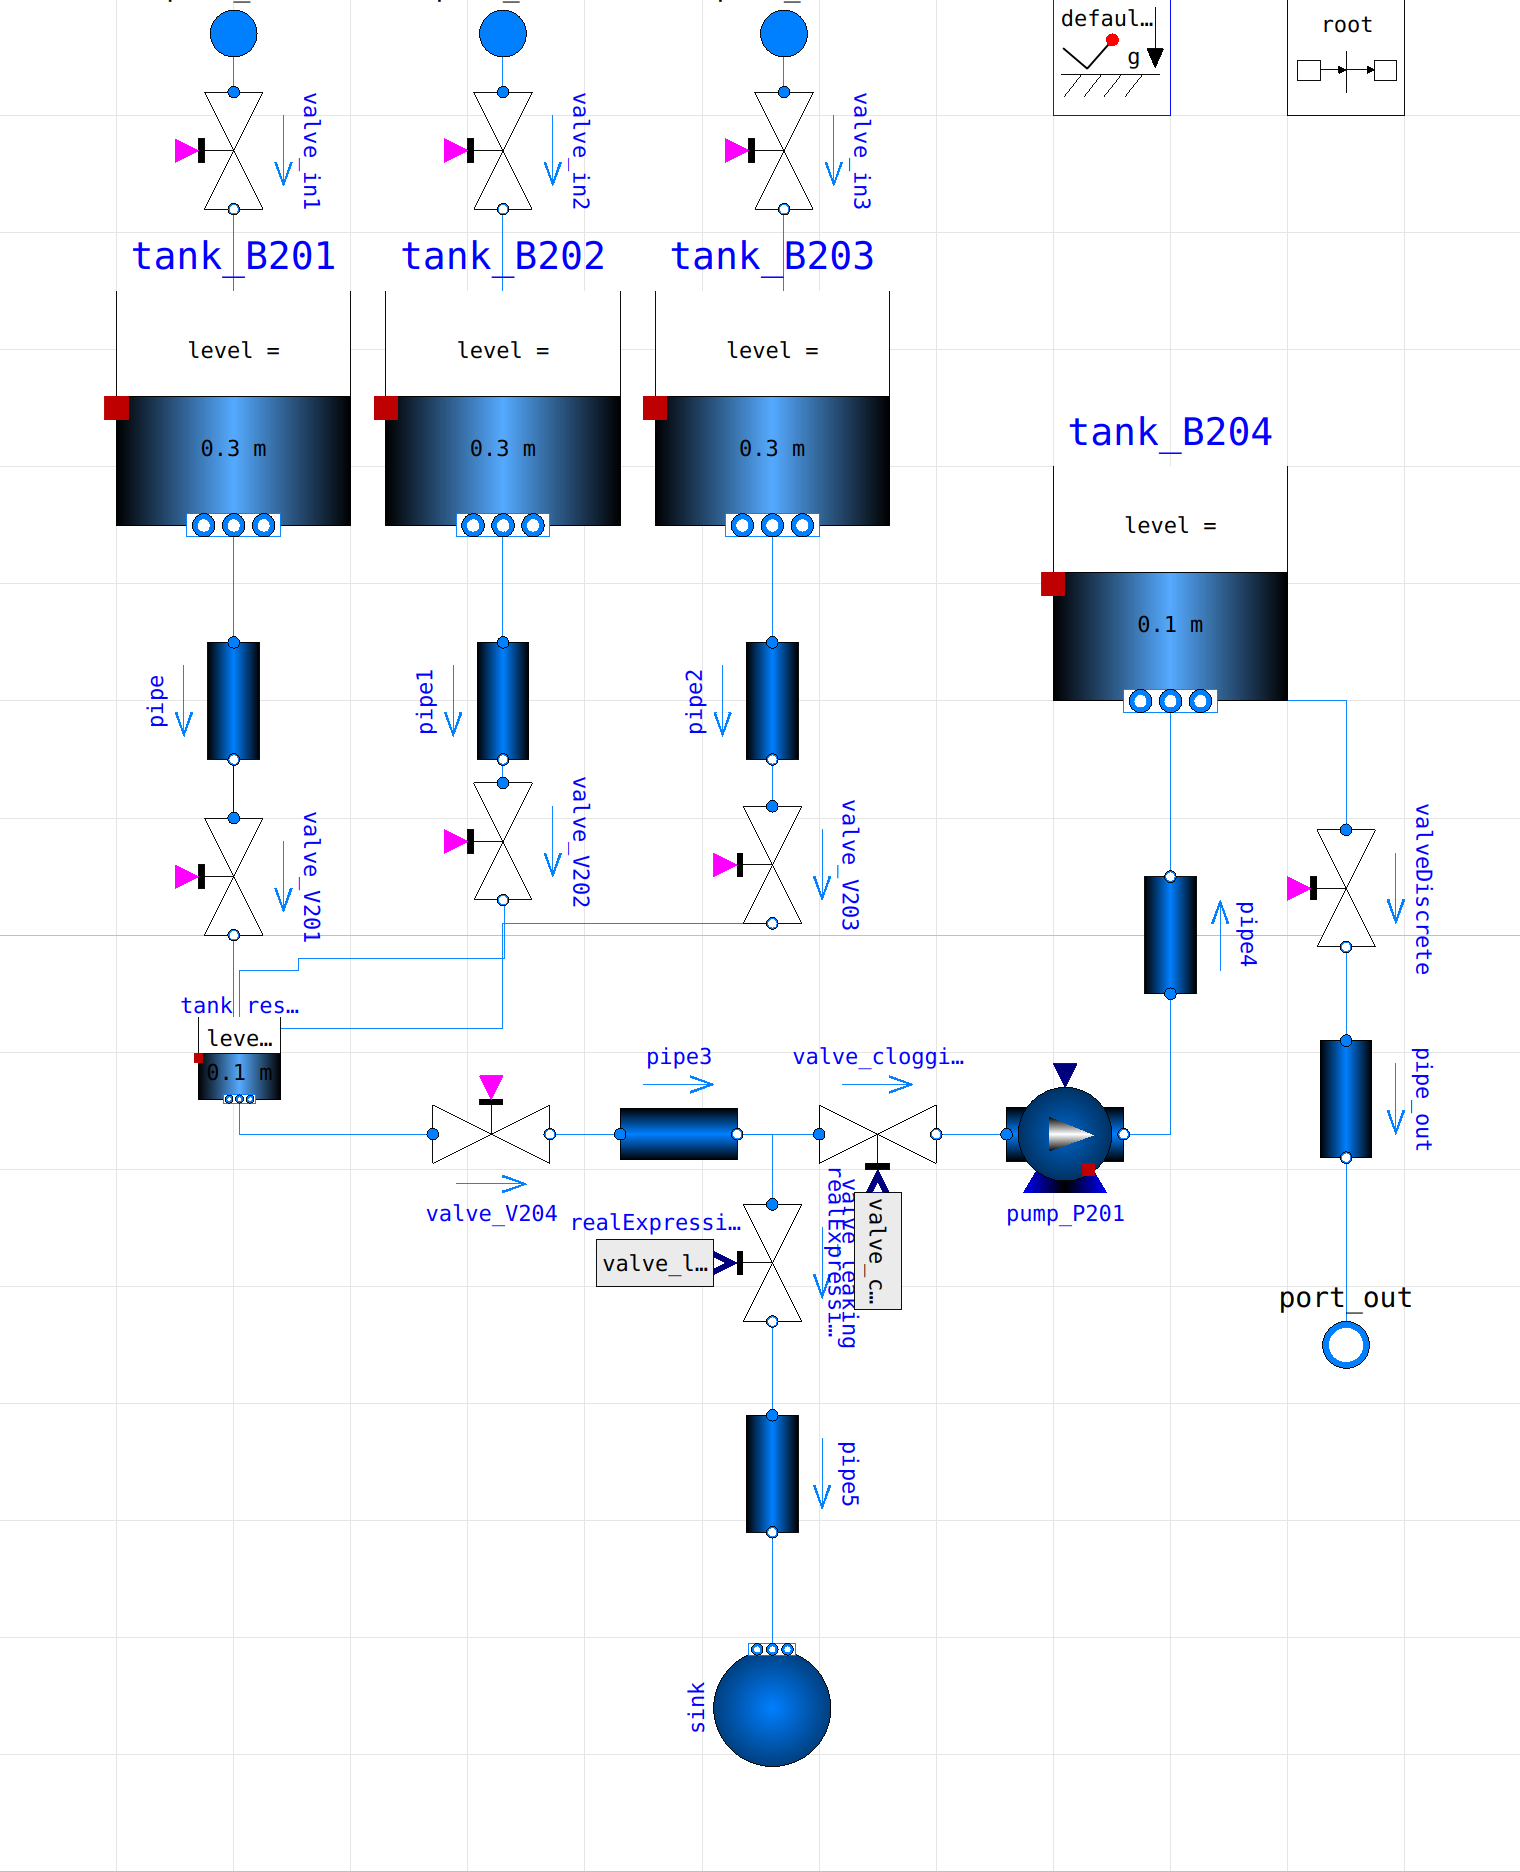 defaul…
g
root
valve_in1
valve_in2
valve_in3
tank_B201
tank_B202
tank_B203
level =
level =
level =
0.3 m
0.3 m
0.3 m
tank_B204
level =
0.1 m
pipe
pipe1
pipe2
valve_V201
valve_V202
valve_V203
pipe4
valveDiscrete
tank_res…
leve…
0.1 m
pipe3
valve_cloggi…
pipe_out
valve_V204
realExpressi…
valve_l…
valve_leaking
realExpressi…
valve_c…
pump_P201
port_out
pipe5
sink